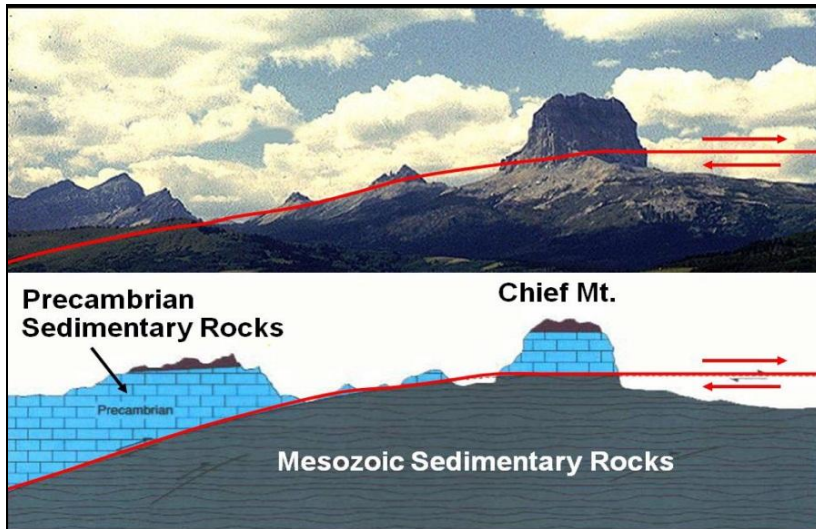 Precambrian
Sedimentary Rocks
Chief Mt.
Precambrian
Mesozoic Sedimentary Rocks